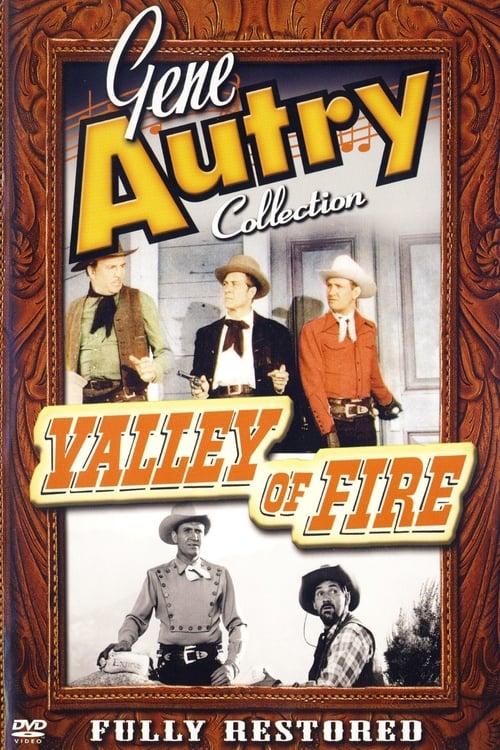 Gene
Autry
Collection
VALLEY
OF FIRE
DVD
VIDEO
FULLY RESTORED